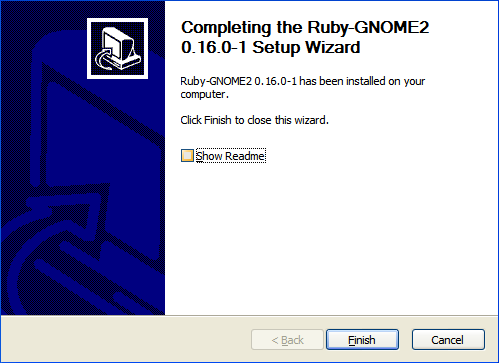 Completing the Ruby-GNOME2
0.16.0-1 Setup Wizard
Ruby-GNOME2 0.16.0-1 has been installed on your
computer.
Click Finish to close this wizard.
Show Readme
< Back
Finish
Cancel